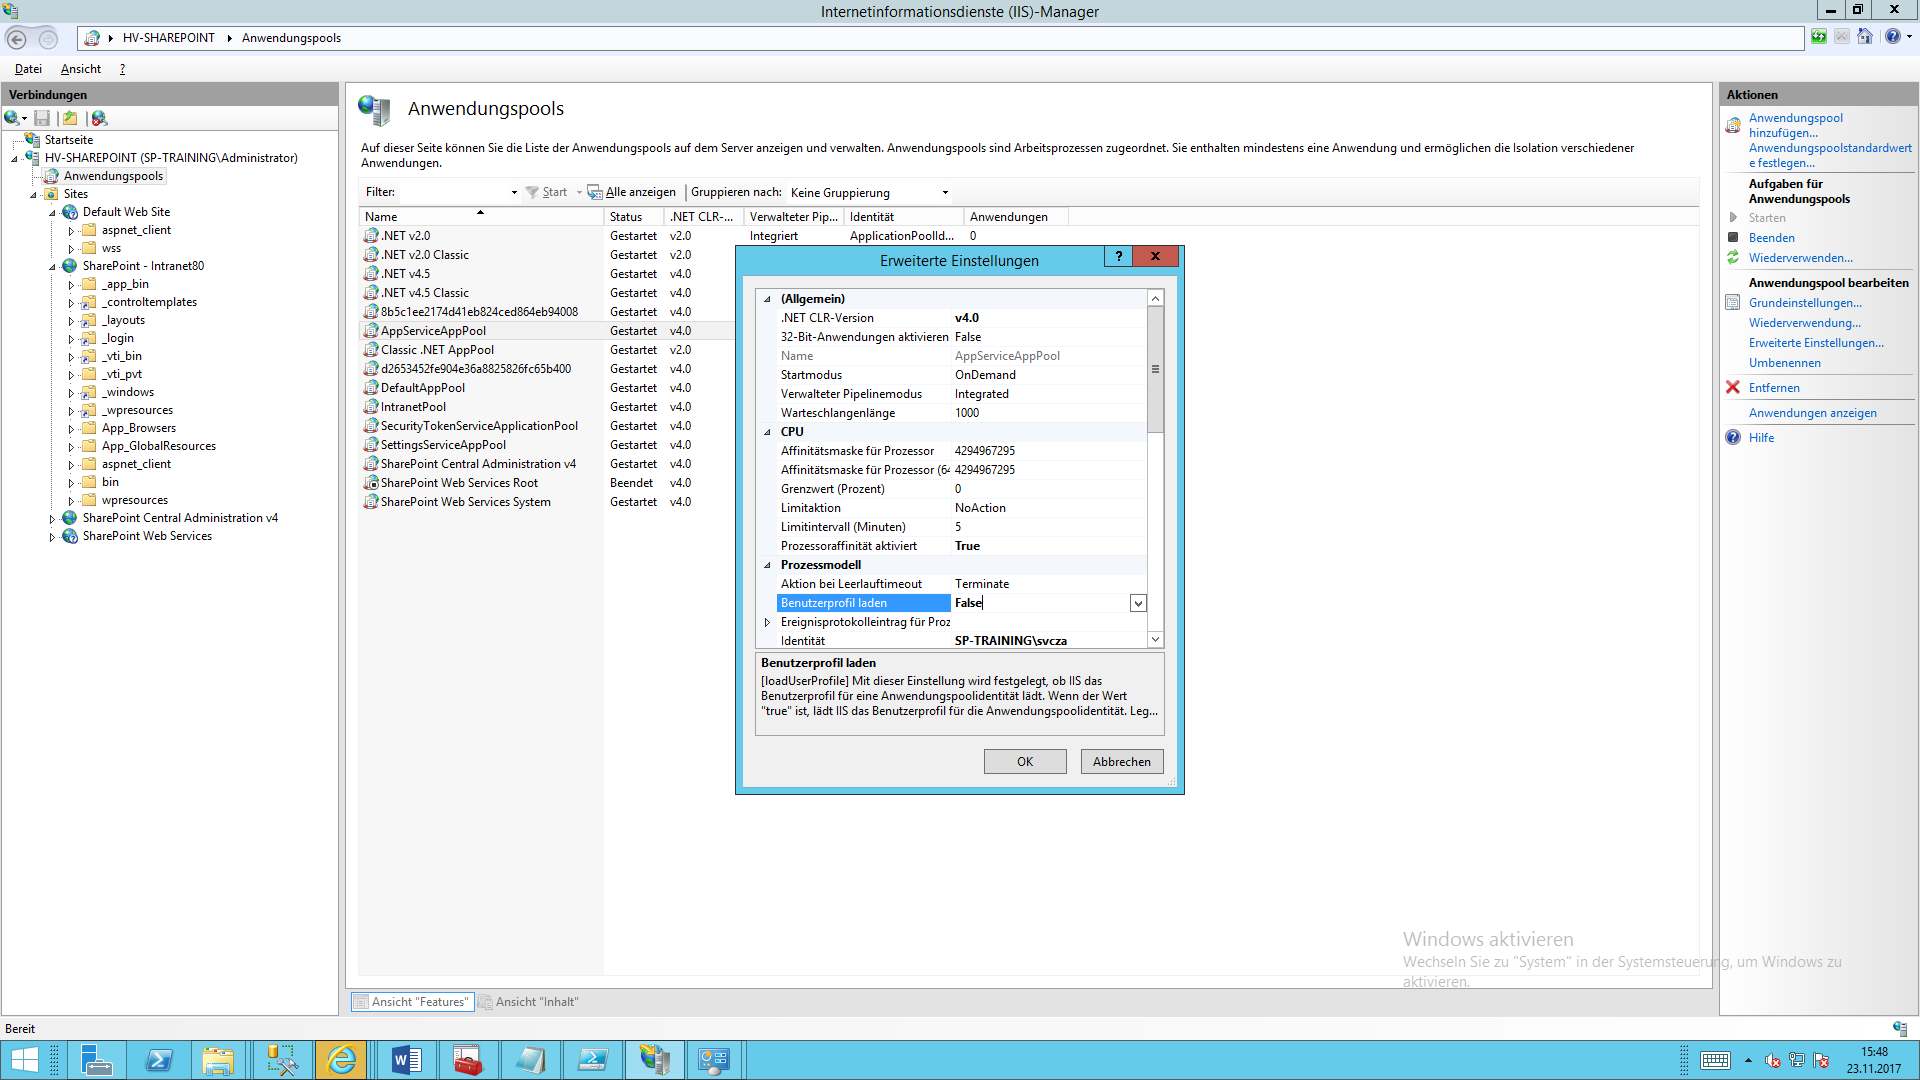 Internetinformationsdienste (IIS)-Manager
HV-SHAREPOINT
Anwendungspools
Datei
Ansicht
?
Verbindungen
Startseite
HV-SHAREPOINT (SP-TRAINING\Administrator)
Anwendungspools
Sites
Default Web Site
aspnet_client
wss
SharePoint - Intranet80
_app_bin
_controltemplates
_layouts
_login
_vti_bin
_vti_pvt
_windows
_wpresources
App_Browsers
App_GlobalResources
aspnet_client
bin
wpresources
SharePoint Central Administration v4
SharePoint Web Services
Anwendungspools
Auf dieser Seite können Sie die Liste der Anwendungspools auf dem Server anzeigen und verwalten. Anwendungspools sind Arbeitsprozessen zugeordnet. Sie enthalten mindestens eine Anwendung und ermöglichen die Isolation verschiedener
Anwendungen.
Filter: Start Alle anzeigen Gruppieren nach: Keine Gruppierung
Name Status .NET CLR-... Verwalteter Pip... Identität Anwendungen
.NET v2.0 Gestartet v2.0 Integriert ApplicationPoolId... 0
.NET v2.0 Classic Gestartet v2.0
.NET v4.5 Gestartet v4.0
.NET v4.5 Classic Gestartet v4.0
8b5c1ee2174d41eb824ced864eb94008 Gestartet v4.0
AppServiceAppPool Gestartet v4.0
Classic .NET AppPool Gestartet v2.0
d2653452fe904e36a8825826fc65b400 Gestartet v4.0
DefaultAppPool Gestartet v4.0
IntranetPool Gestartet v4.0
SecurityTokenServiceApplicationPool Gestartet v4.0
SettingsServiceAppPool Gestartet v4.0
SharePoint Central Administration v4 Gestartet v4.0
SharePoint Web Services Root Beendet v4.0
SharePoint Web Services System Gestartet v4.0
Erweiterte Einstellungen
? x
(Allgemein)
.NET CLR-Version v4.0
32-Bit-Anwendungen aktivieren False
Name AppServiceAppPool
Startmodus OnDemand
Verwalteter Pipelinemodus Integrated
Warteschlangenlänge 1000
CPU
Affinitätsmaske für Prozessor 4294967295
Affinitätsmaske für Prozessor (64 4294967295
Grenzwert (Prozent) 0
Limitaktion NoAction
Limitintervall (Minuten) 5
Prozessoraffinität aktiviert True
Prozessmodell
Aktion bei Leerlauftimeout Terminate
Benutzerprofil laden False
Ereignisprotokolleintrag für Proz
Identität SP-TRAINING\svcza
Benutzerprofil laden
[loadUserProfile] Mit dieser Einstellung wird festgelegt, ob IIS das
Benutzerprofil für eine Anwendungspoolidentität lädt. Wenn der Wert
"true" ist, lädt IIS das Benutzerprofil für die Anwendungspoolidentität. Leg...
OK
Abbrechen
Aktionen
Anwendungspool
hinzufügen...
Anwendungspoolstandardwert
e festlegen...
Aufgaben für
Anwendungspools
Starten
Beenden
Wiederverwenden...
Anwendungspool bearbeiten
Grundeinstellungen...
Wiederverwendung...
Erweiterte Einstellungen...
Umbenennen
Entfernen
Anwendungen anzeigen
Hilfe
Windows aktivieren
Wechseln Sie zu "System" in der Systemsteuerung, um Windows zu
aktivieren.
Ansicht "Features"
Ansicht "Inhalt"
Bereit
15:48
23.11.2017